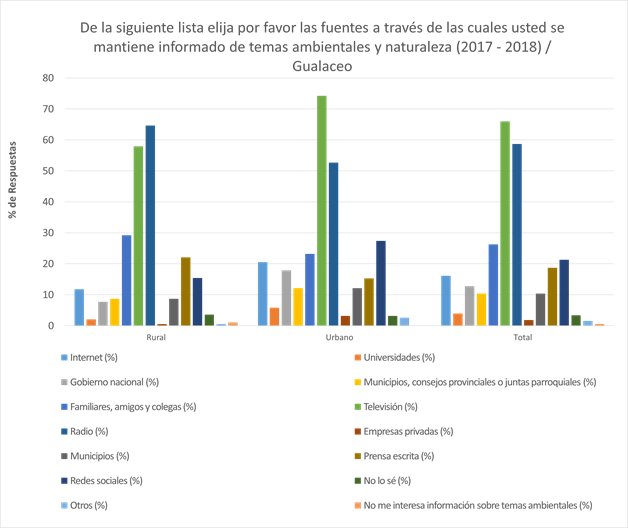 De la siguiente lista elija por favor las fuentes a través de las cuales usted se
mantiene informado de temas ambientales y naturaleza (2017 - 2018) /
Gualaceo
% de Respuestas
80
70
60
50
40
30
20
10
0
Rural Urbano Total
Internet (%) Universidades (%)
Gobierno nacional (%) Municipios, consejos provinciales o juntas parroquiales (%)
Familiares, amigos y colegas (%) Televisión (%)
Radio (%) Empresas privadas (%)
Municipios (%) Prensa escrita (%)
Redes sociales (%) No lo sé (%)
Otros (%) No me interesa información sobre temas ambientales (%)